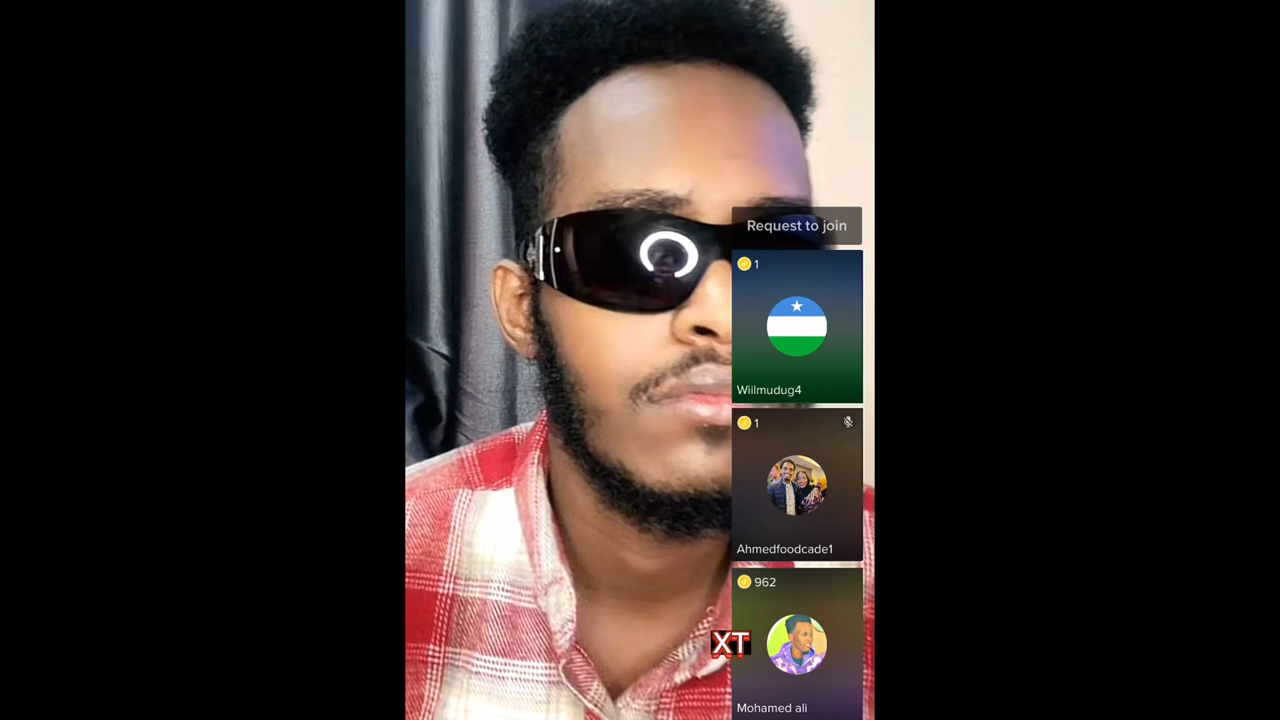 Request to join
1
Wiilmudug4
1
Ahmedfoodcade1
962
XT
Mohamed ali